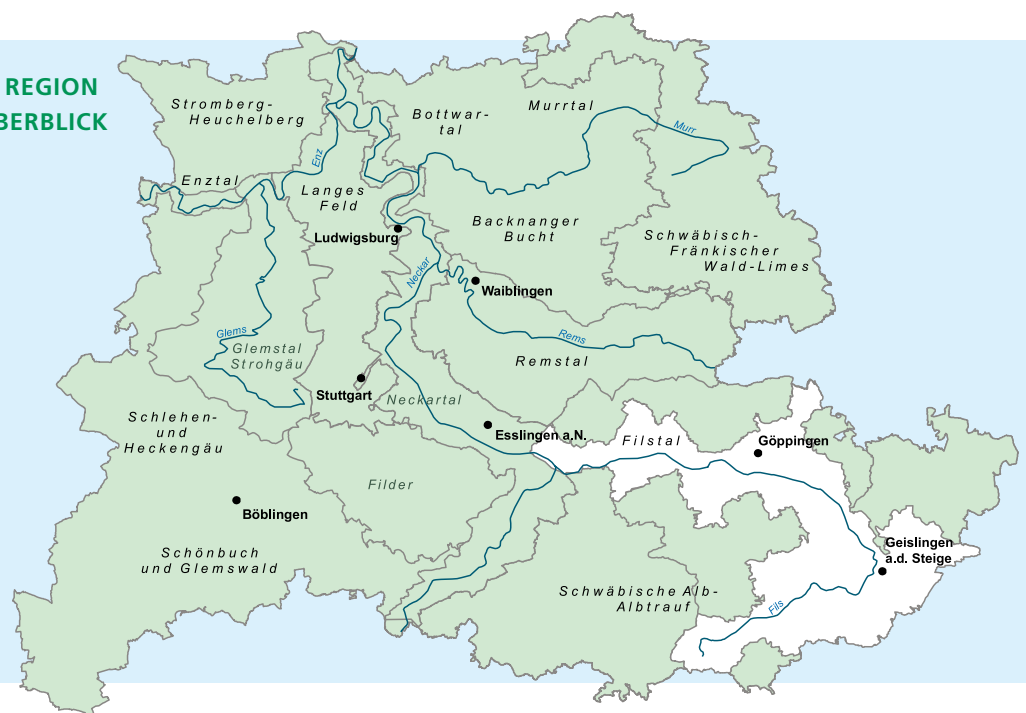 REGION
BERBLICK
Stromberg-
Heuchelberg
Bottwar-
tal
Murrtal
Murr
Enz
Enztal
Langes
Feld
Ludwigsburg
Backnanger
Bucht
Schwäbisch-
Fränkischer
Wald-Limes
Neckar
Waiblingen
Glems
Glemstal
Strohgäu
Rems
Remstal
Stuttgart
Neckartal
Schlehen-
und
Heckengäu
Esslingen a.N.
Filstal
Göppingen
Filder
Böblingen
Geislingen
a.d. Steige
Schönbuch
und Glemswald
Schwäbische Alb-
Albtrauf
Fils